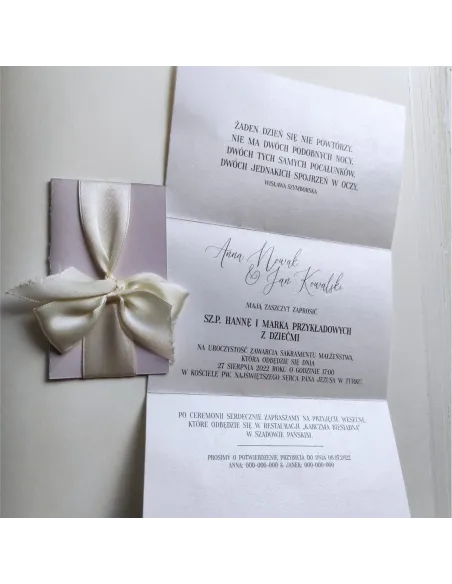 ŻADEN DZIEŃ SIĘ NIE POWTÓRZY,
NIE MA DWÓCH PODOBNYCH NOCY,
DWÓCH TYCH SAMYCH POCAŁUNKÓW,
DWÓCH JEDNAKICH SPOJRZEŃ W OCZY.
WISŁAWA SZYMBORSKA
Anna Nowak
& Jan Kowalski
MAJĄ ZASZCZYT ZAPROSIĆ
SZ.P. HANNĘ I MARKA PRZYKŁADOWYCH
Z DZIEĆMI
NA UROCZYSTOŚĆ ZAWARCIA SAKRAMENTU MAŁŻEŃSTWA,
KTÓRA ODBĘDZIE SIĘ DNIA
27 SIERPNIA 2022 ROKU O GODZINIE 17:00
W KOŚCIELE PW. NAJŚWIĘTSZEGO SERCA PANA JEZUSA W TURKU.
PO CEREMONII SERDECZNIE ZAPRASZAMY NA PRZYJĘCIE WESELNE,
KTÓRE ODBĘDZIE SIĘ W RESTAURACJI „KARCZMA BIESIADNA"
W SZADOWIE PAŃSKIM.
PROSIMY O POTWIERDZENIE PRZYBYCIA DO DNIA 08.07.2022.
ANNA: 000-000-000 & JANEK: 000-000-000